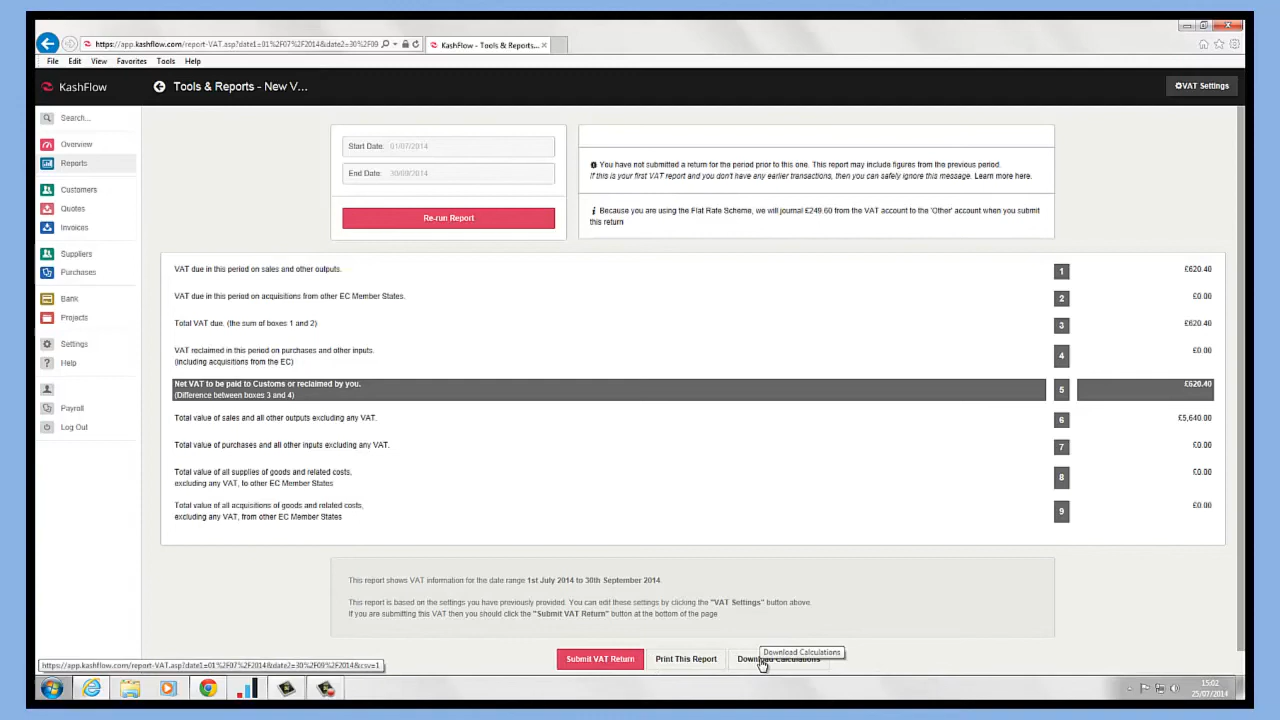 https://app.kashflow.com/report-VAT.asp?date1=01%2F07%2F2014&date2=30%2F09
KashFlow - Tools & Reports...
File Edit View Favorites Tools Help
KashFlow
Tools & Reports - New V...
VAT Settings
Search...
Overview
Reports
Customers
Quotes
Invoices
Suppliers
Purchases
Bank
Projects
Settings
Help
Payroll
Log Out
Start Date: 01/07/2014
End Date: 30/09/2014
Re-run Report
You have not submitted a return for the period prior to this one. This report may include figures from the previous period.
If this is your first VAT report and you don't have any earlier transactions, then you can safely ignore this message. Learn more here.
Because you are using the Flat Rate Scheme, we will journal £249.60 from the VAT account to the 'Other' account when you submit
this return
VAT due in this period on sales and other outputs. 1 £620.40
VAT due in this period on acquisitions from other EC Member States. 2 £0.00
Total VAT due. (the sum of boxes 1 and 2) 3 £620.40
VAT reclaimed in this period on purchases and other inputs. 4 £0.00
(including acquisitions from the EC)
Net VAT to be paid to Customs or reclaimed by you. 5 £620.40
(Difference between boxes 3 and 4)
Total value of sales and all other outputs excluding any VAT. 6 £5,640.00
Total value of purchases and all other inputs excluding any VAT. 7 £0.00
Total value of all supplies of goods and related costs, 8 £0.00
excluding any VAT, to other EC Member States
Total value of all acquisitions of goods and related costs, 9 £0.00
excluding any VAT, from other EC Member States
This report shows VAT information for the date range 1st July 2014 to 30th September 2014.
This report is based on the settings you have previously provided. You can edit these settings by clicking the "VAT Settings" button above.
If you are submitting this VAT then you should click the "Submit VAT Return" button at the bottom of the page
Submit VAT Return
Print This Report
Download Calculations
Download Calculations
https://app.kashflow.com/report-VAT.asp?date1=01%2F07%2F2014&date2=30%2F09%2F2014&csv=1
15:02
25/07/2014